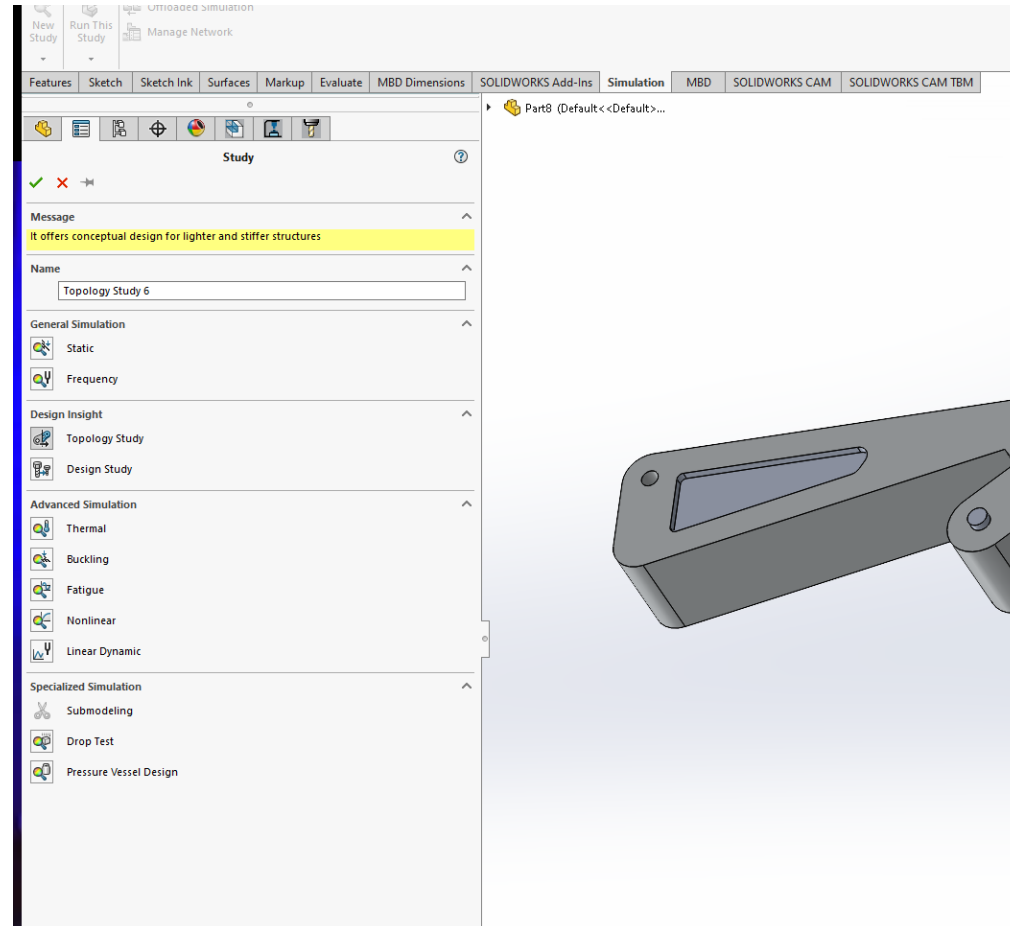 Offloaded Simulation
New Study
Run This Study
Manage Network
Features Sketch Sketch Ink Surfaces Markup Evaluate MBD Dimensions SOLIDWORKS Add-Ins Simulation MBD SOLIDWORKS CAM SOLIDWORKS CAM TBM
Part8 (Default<<Default>...
Study
Message
It offers conceptual design for lighter and stiffer structures
Name
Topology Study 6
General Simulation
Static
Frequency
Design Insight
Topology Study
Design Study
Advanced Simulation
Thermal
Buckling
Fatigue
Nonlinear
Linear Dynamic
Specialized Simulation
Submodeling
Drop Test
Pressure Vessel Design